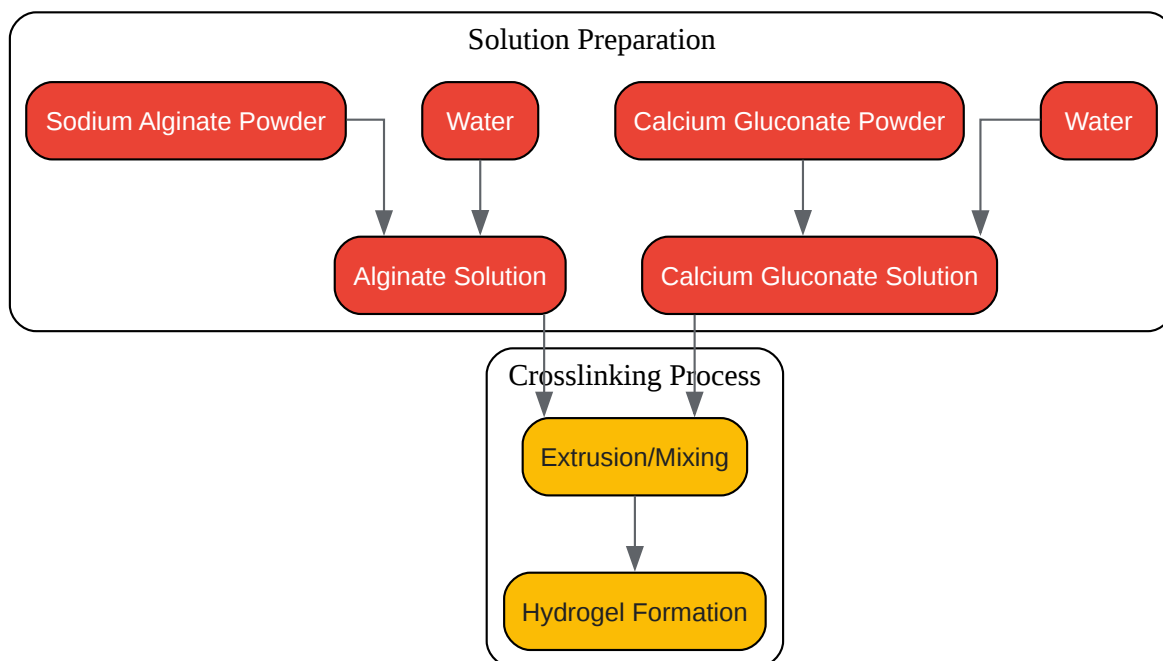 Solution Preparation
Sodium Alginate Powder
Water
Calcium Gluconate Powder
Water
Alginate Solution
Calcium Gluconate Solution
Crosslinking Process
Extrusion/Mixing
Hydrogel Formation